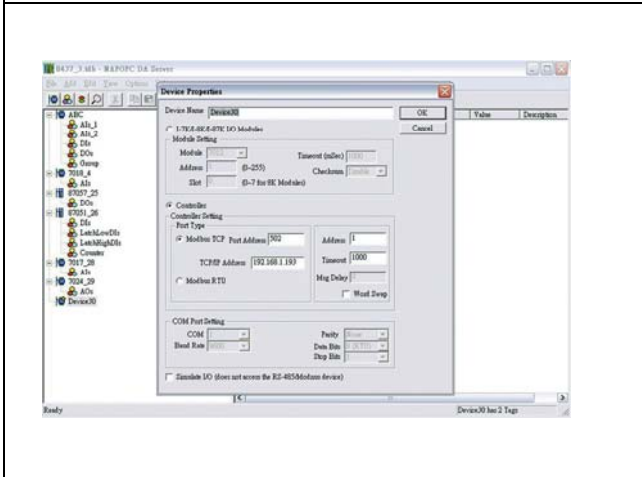 NAPOPC DA Server
File Add Edit View Options
Device Properties
ABC
AIs_1
AIs_2
DIs
DOs
Group
7018_4
AIs
87057_25
DOs
87051_26
DIs
LatchLowDIs
LatchHighDIs
Counter
7017_28
AIs
7024_29
AOs
Device30
Device Name Device30
OK
Cancel
I-7K/I-8K/I-87K I/O Modules
Module Setting
Module
Timeout (mSec) 1000
Address (0~255)
Checksum
Slot (0~7 for 8K Modules)
Controller
Controller Setting
Port Type
Modbus TCP Port Address 502
TCP/IP Address 192.168.1.193
Modbus RTU
Address 1
Timeout 1000
Msg Delay
Word Swap
COM Port Setting
COM
Parity None
Baud Rate
Data Bits
Stop Bits
Simulate I/O (does not access the RS-485/Modbus device)
Value Description
Ready
Device30 has 2 Tags